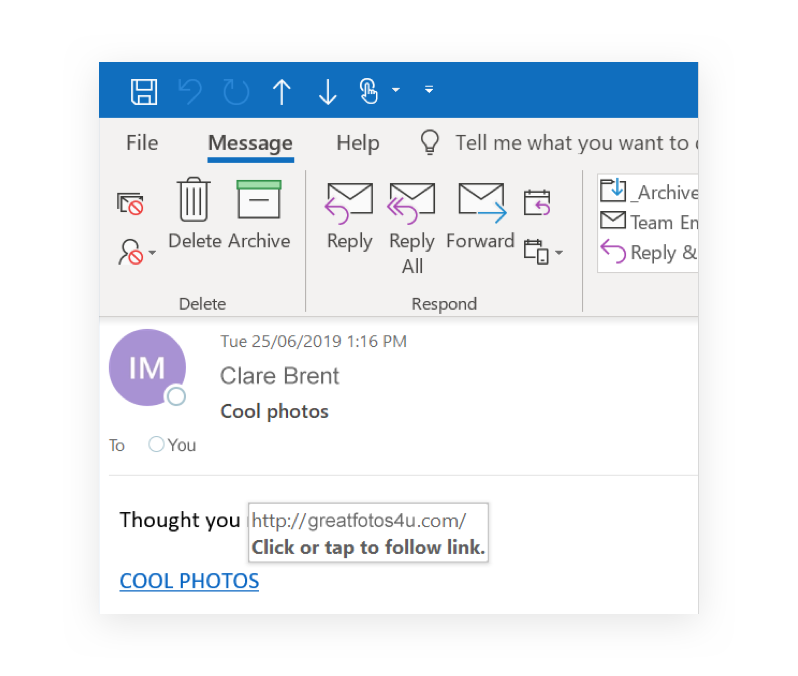 File Message Help Tell me what you want to
Delete Archive Reply Reply All Forward
_Archive
Team
Reply &
Delete Respond
IM
Tue 25/06/2019 1:16 PM
Clare Brent
Cool photos
To You
Thought you
http://greatfotos4u.com/
Click or tap to follow link.
COOL PHOTOS